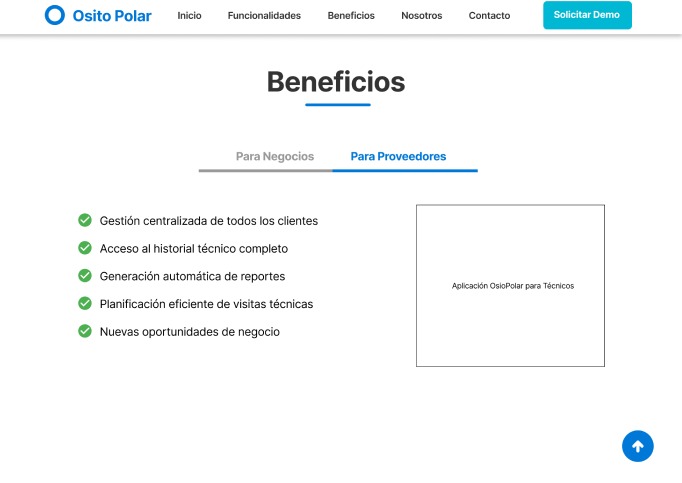 Osito Polar
Inicio
Funcionalidades
Beneficios
Nosotros
Contacto
Solicitar Demo
Beneficios
Para Negocios
Para Proveedores
Gestión centralizada de todos los clientes
Acceso al historial técnico completo
Generación automática de reportes
Planificación eficiente de visitas técnicas
Nuevas oportunidades de negocio
Aplicación OsioPolar para Técnicos